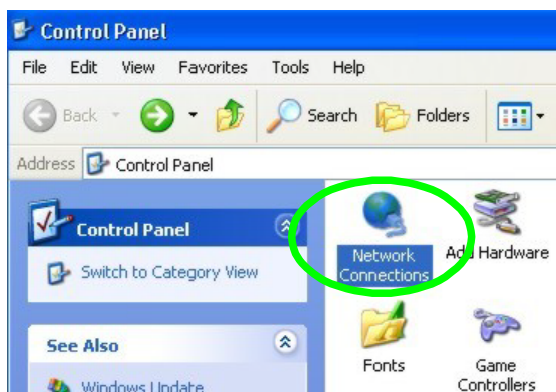 Control Panel
File Edit View Favorites Tools Help
Back Search Folders
Address Control Panel
Control Panel
Switch to Category View
See Also
Windows Update
Network Connections
Add Hardware
Fonts
Game Controllers